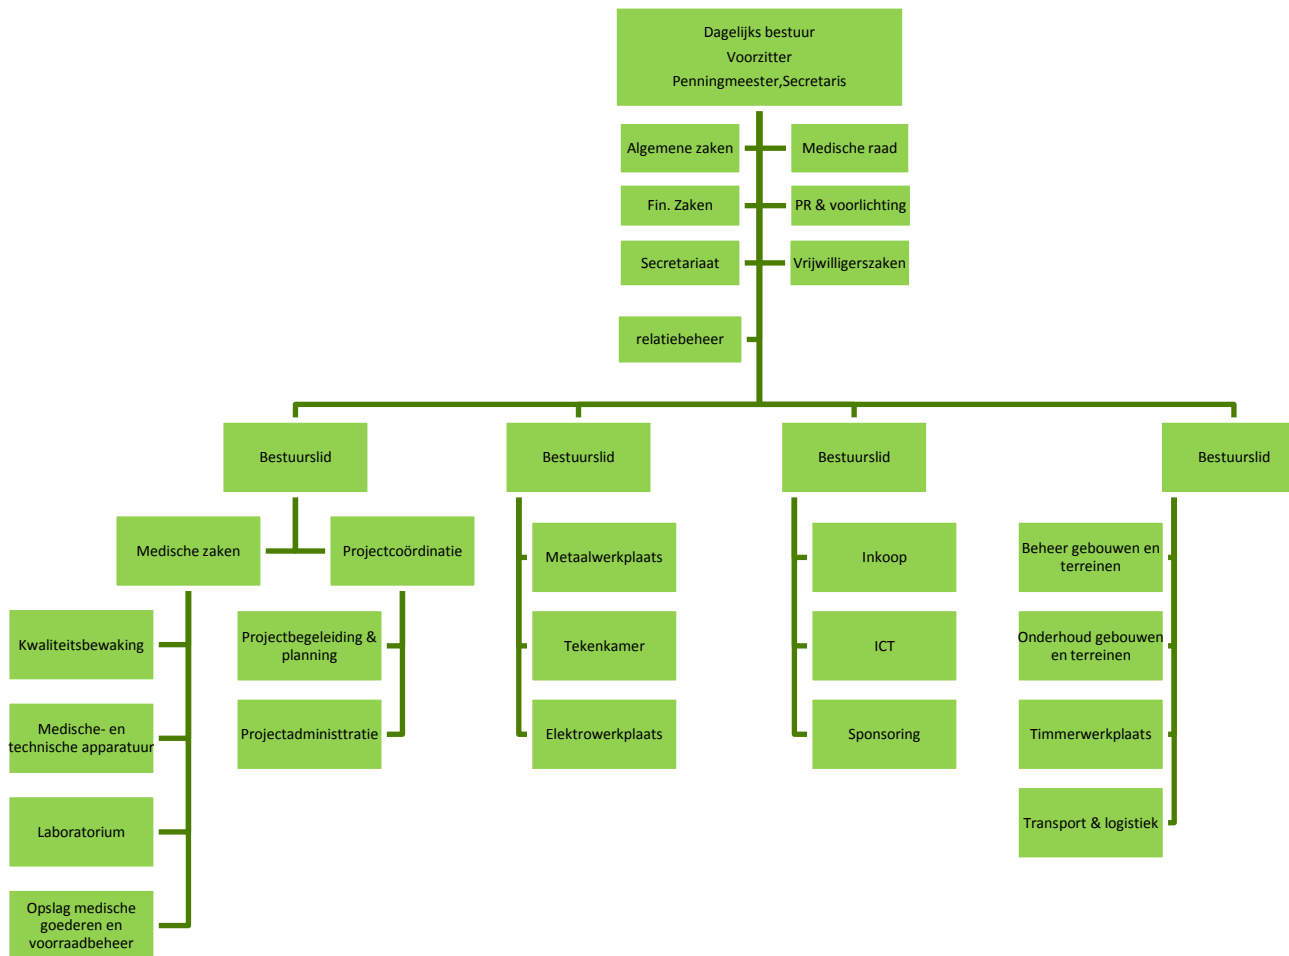 Dagelijks bestuur
Voorzitter
Penningmeester,Secretaris
Algemene zaken
Medische raad
Fin. Zaken
PR & voorlichting
Secretariaat
Vrijwilligerszaken
relatiebeheer
Bestuurslid
Bestuurslid
Bestuurslid
Bestuurslid
Medische zaken
Projectcoördinatie
Kwaliteitsbewaking
Medische- en
technische apparatuur
Laboratorium
Opslag medische
goederen en
voorraadbeheer
Projectbegeleiding &
planning
Projectadministtratie
Metaalwerkplaats
Tekenkamer
Elektrowerkplaats
Inkoop
ICT
Sponsoring
Beheer gebouwen en
terreinen
Onderhoud gebouwen
en terreinen
Timmerwerkplaats
Transport & logistiek